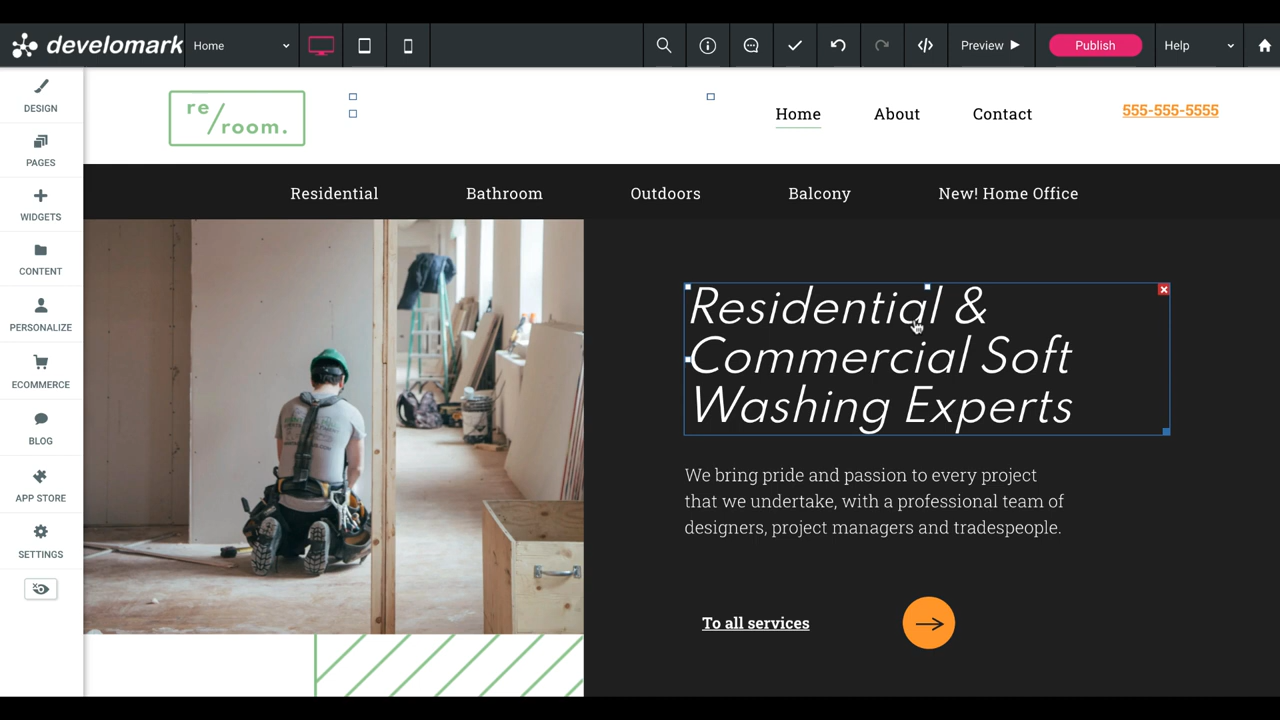 develomark
Home
Preview
Publish
Help
DESIGN
PAGES
WIDGETS
CONTENT
PERSONALIZE
ECOMMERCE
BLOG
APP STORE
SETTINGS
re
room.
Home About Contact
555-555-5555
Residential Bathroom Outdoors Balcony New! Home Office
Residential &
Commercial Soft
Washing Experts
We bring pride and passion to every project
that we undertake, with a professional team of
designers, project managers and tradespeople.
To all services